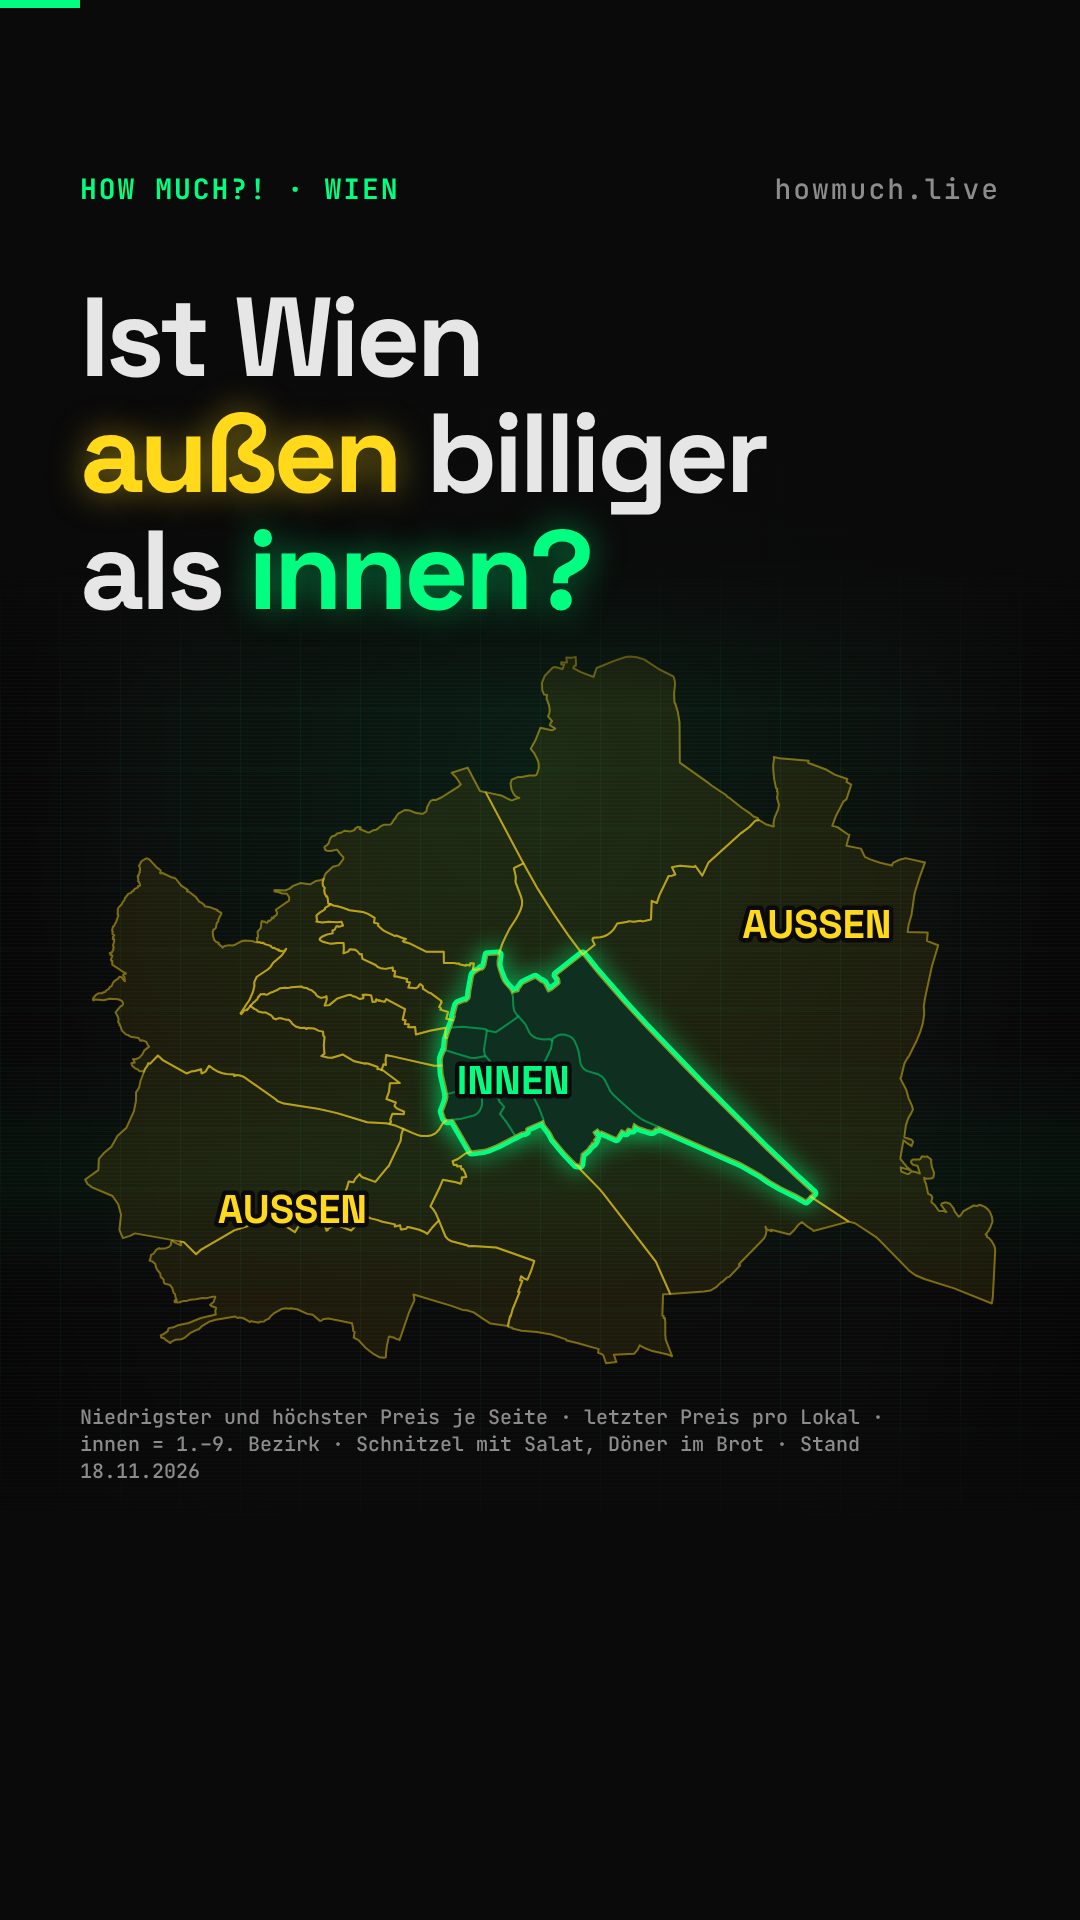 HOW MUCH?! · WIEN
howmuch.live
Ist Wien
außen billiger
als innen?
AUSSEN
INNEN
AUSSEN
Niedrigster und höchster Preis je Seite · letzter Preis pro Lokal ·
innen = 1.–9. Bezirk · Schnitzel mit Salat, Döner im Brot · Stand
18.11.2026